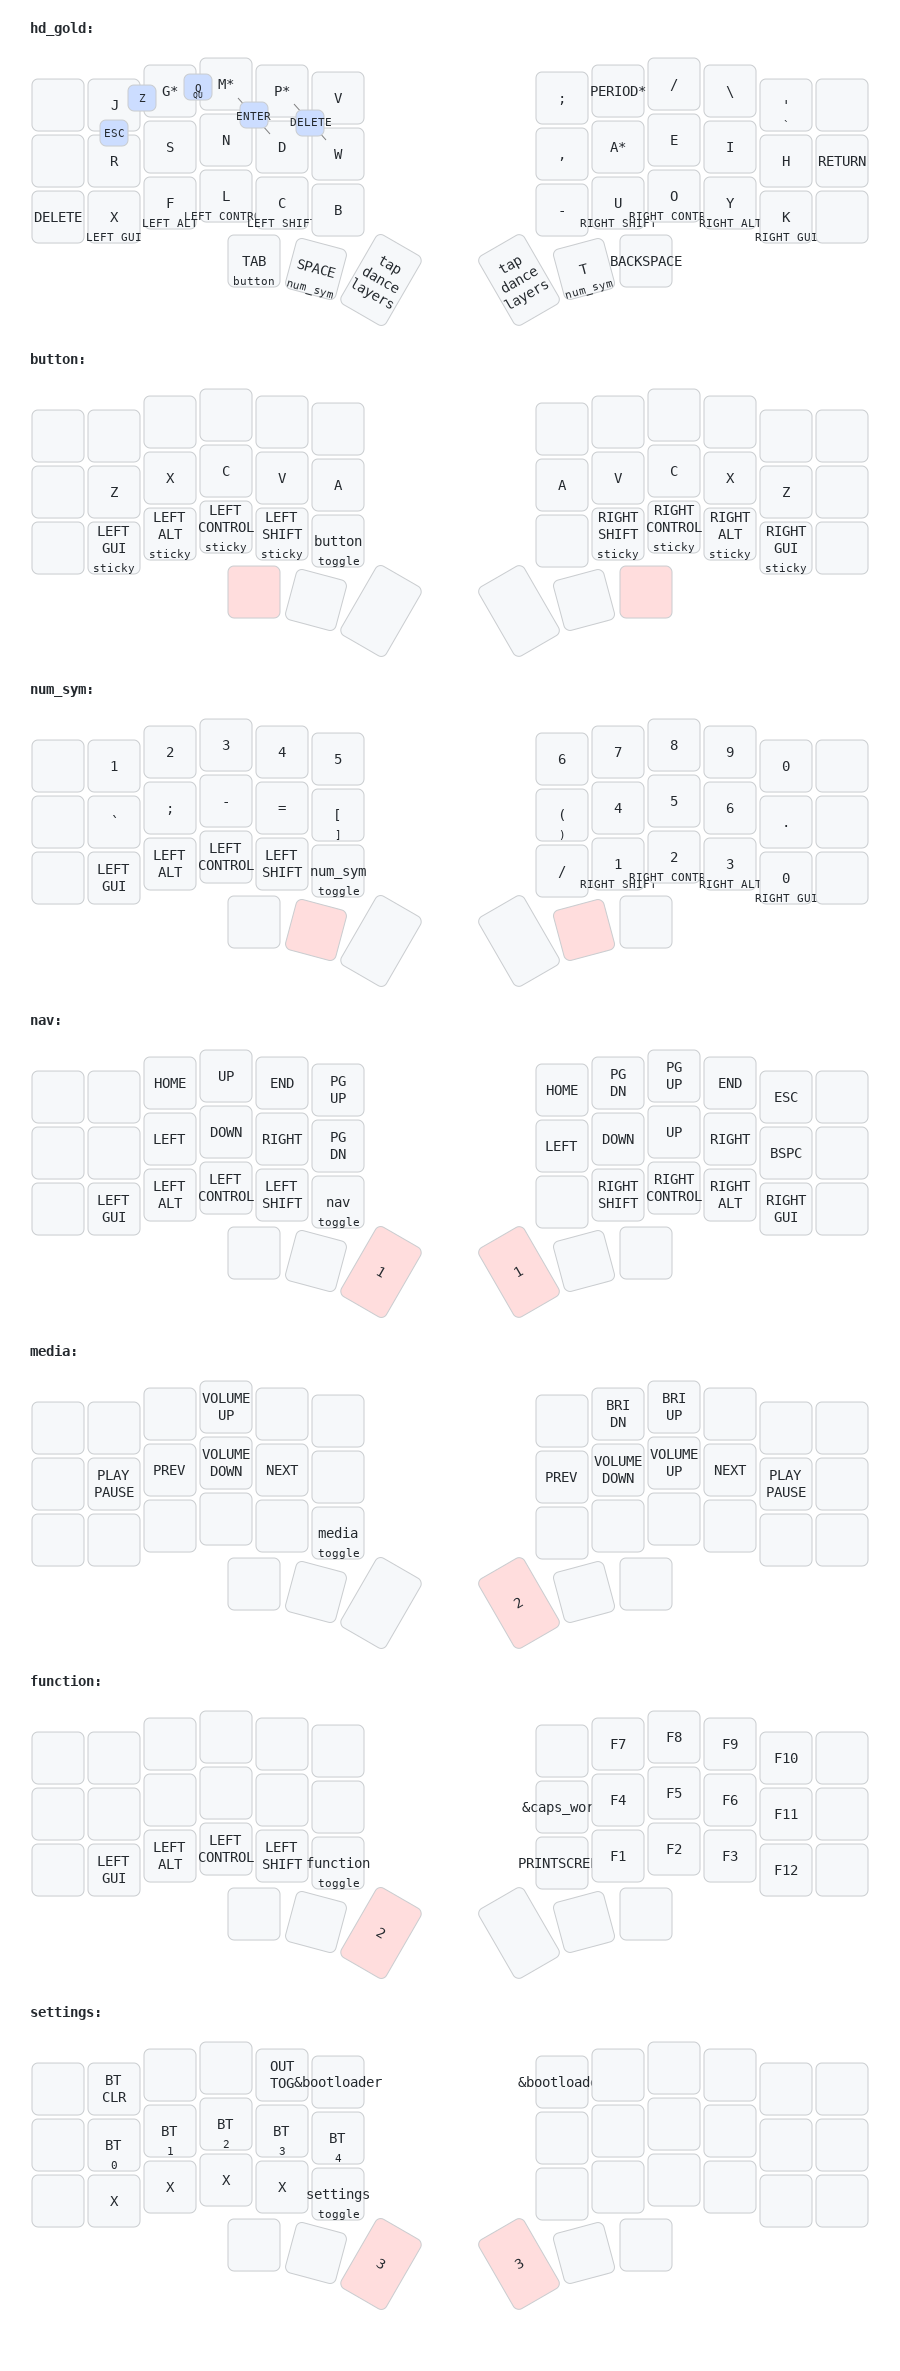 hd_gold:
J Z G* Q QU M* P* V ; PERIOD* / \ ' `
ESC ENTER DELETE
R S N D W , A* E I H RETURN
DELETE X F L C B - U O Y K
LEFT GUI LEFT ALT LEFT CONTR LEFT SHIFT RIGHT SHIFT RIGHT CONTR RIGHT ALT RIGHT GUI
TAB SPACE tap dance layers tap dance layers T BACKSPACE
button num_sym num_sym
button:
Z X C V A A V C X Z
LEFT GUI LEFT ALT LEFT CONTROL LEFT SHIFT button RIGHT SHIFT RIGHT CONTROL RIGHT ALT RIGHT GUI
sticky sticky sticky sticky toggle sticky sticky sticky sticky
num_sym:
1 2 3 4 5 6 7 8 9 0
` ; - = [ ] ( ) 4 5 6 .
LEFT GUI LEFT ALT LEFT CONTROL LEFT SHIFT num_sym / 1 2 3 0
toggle RIGHT SHIFT RIGHT CONTR RIGHT ALT RIGHT GUI
nav:
HOME UP END PG UP HOME PG DN PG UP END ESC
LEFT DOWN RIGHT PG DN LEFT DOWN UP RIGHT BSPC
LEFT GUI LEFT ALT LEFT CONTROL LEFT SHIFT nav RIGHT SHIFT RIGHT CONTROL RIGHT ALT RIGHT GUI
toggle
1 1
media:
VOLUME UP BRI DN BRI UP
PLAY PAUSE PREV VOLUME DOWN NEXT PREV VOLUME DOWN VOLUME UP NEXT PLAY PAUSE
media
toggle
2
function:
F7 F8 F9 F10
&caps_wor F4 F5 F6 F11
LEFT GUI LEFT ALT LEFT CONTROL LEFT SHIFT function PRINTSCREE F1 F2 F3 F12
toggle
2
settings:
BT CLR OUT TOG &bootloader &bootload
BT 0 BT 1 BT 2 BT 3 BT 4
X X X X settings
toggle
3 3